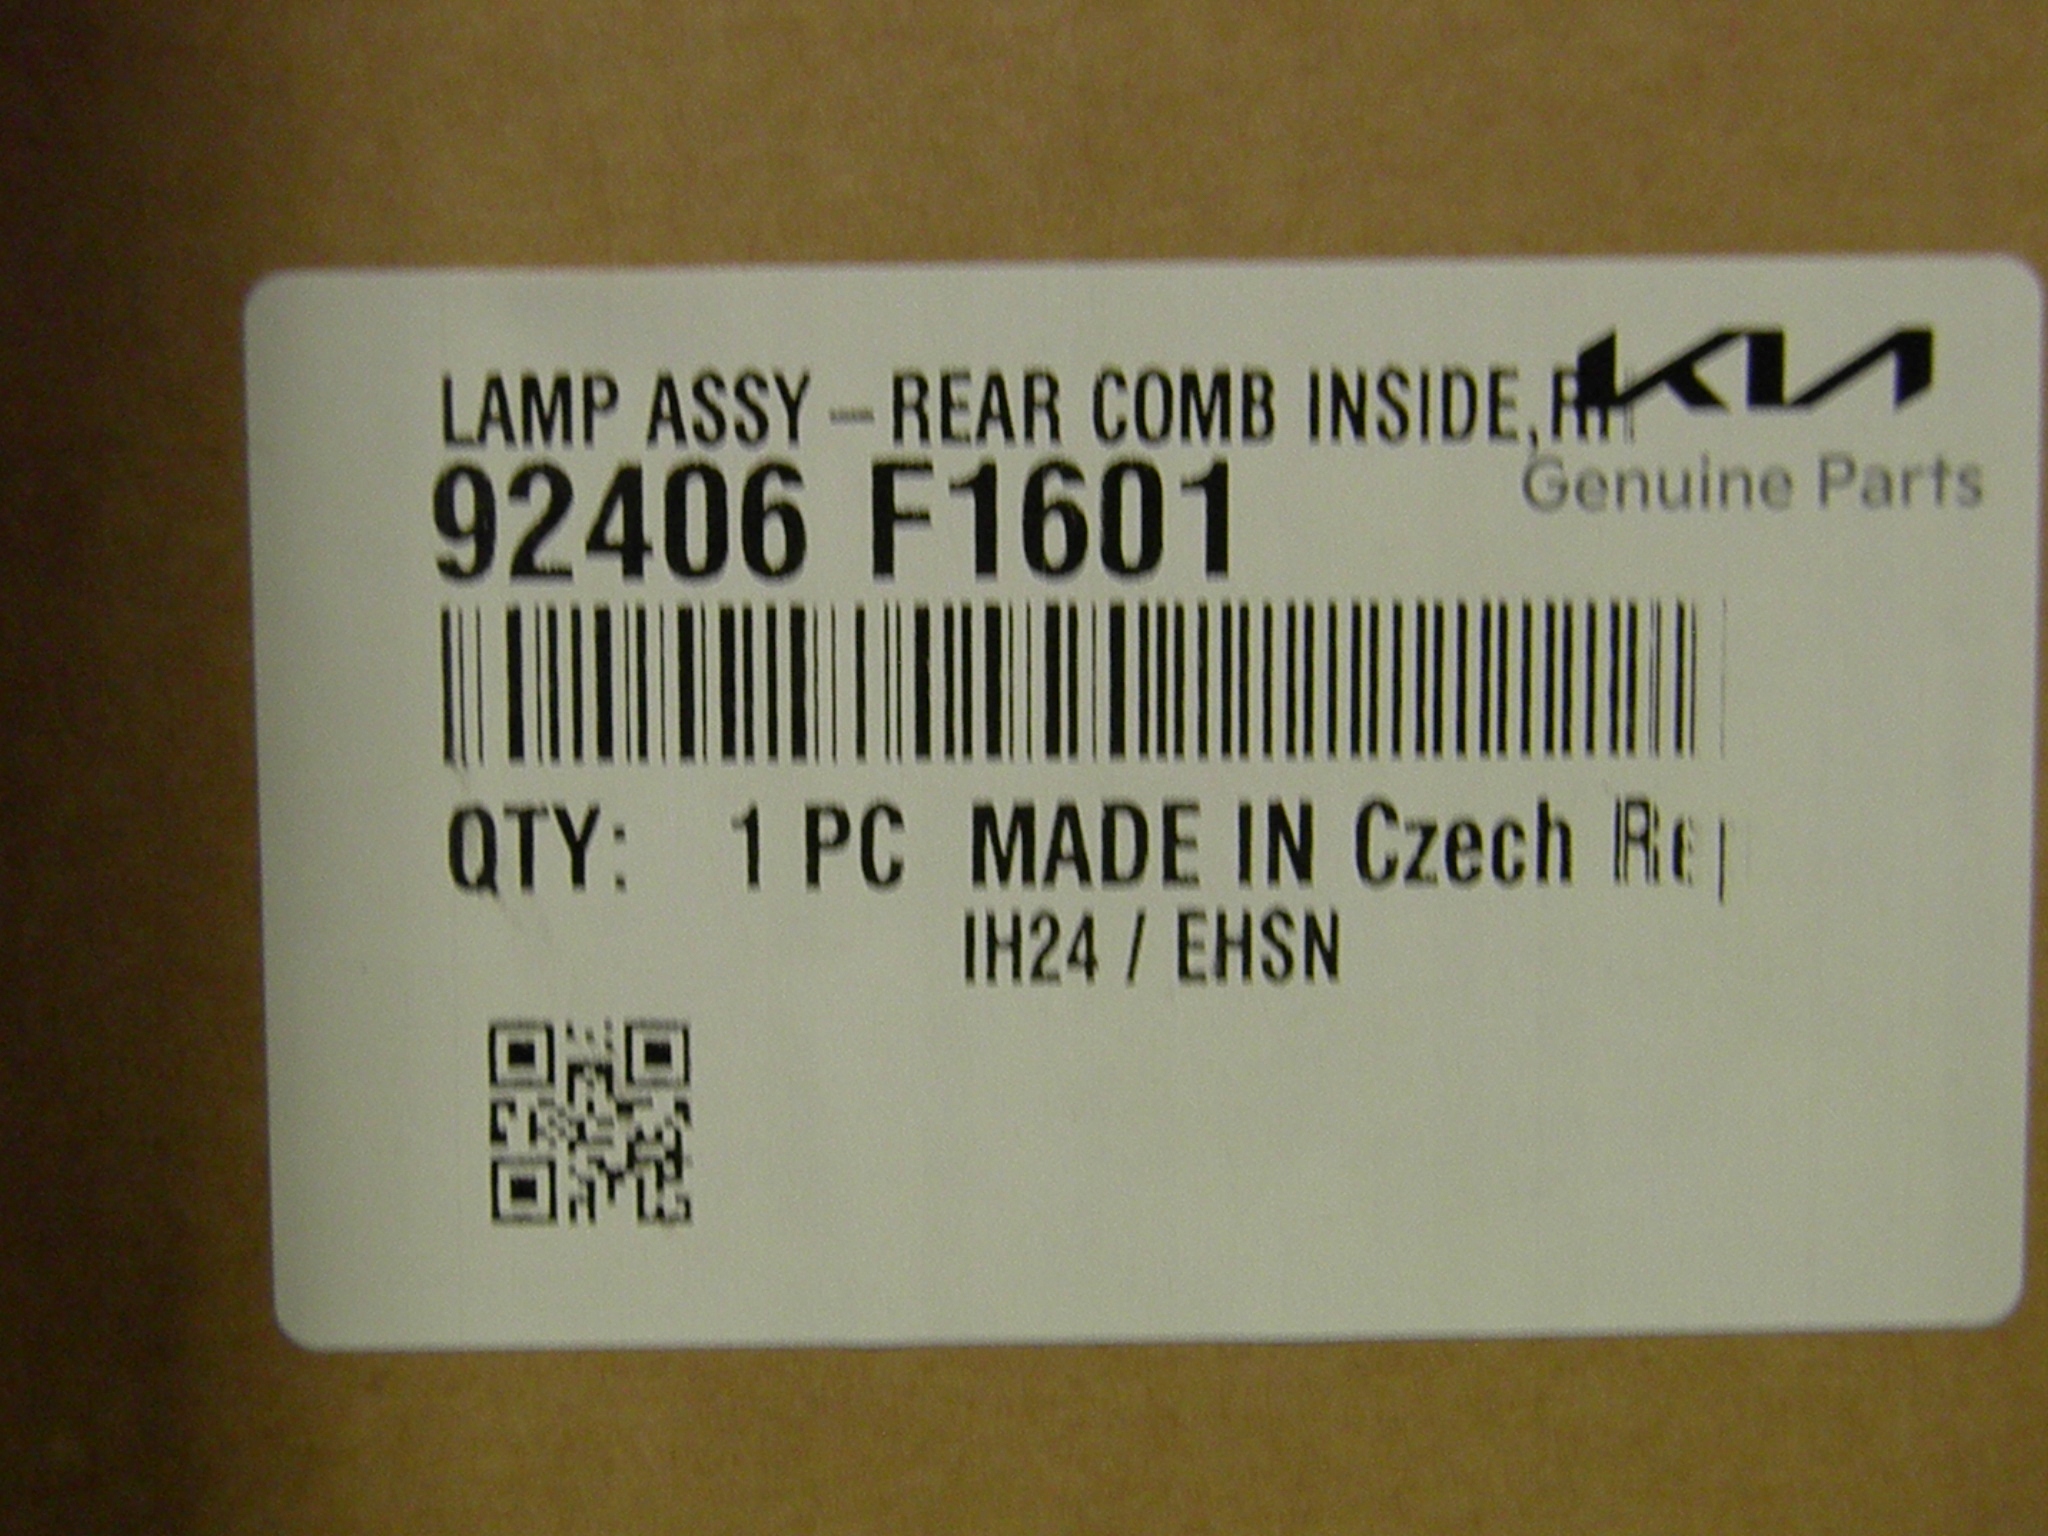 LAMP ASSY-REAR COMB INSIDE,RH
KIA
Genuine Parts
92406 F1601
QTY: 1 PC MADE IN Czech Rep
IH24 / EHSN